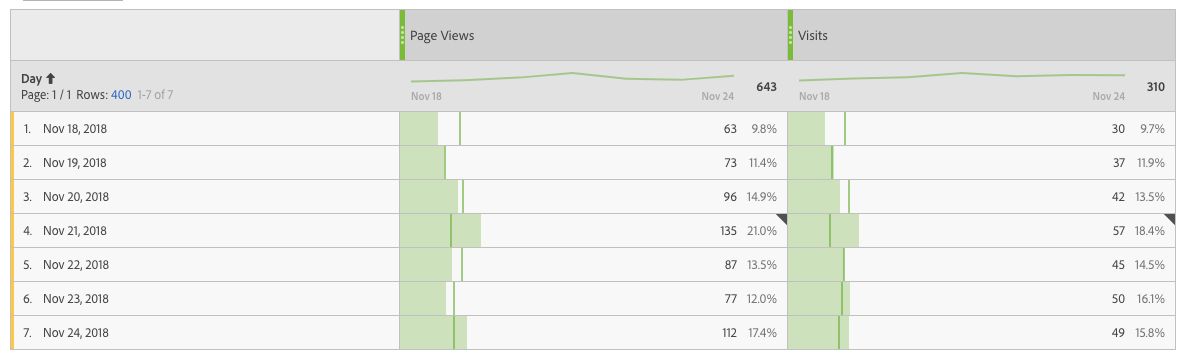 Page Views Visits
Day
Page: 1 / 1 Rows: 400 1-7 of 7
Nov 18 Nov 24 643 Nov 18 Nov 24 310
1. Nov 18, 2018 63 9.8% 30 9.7%
2. Nov 19, 2018 73 11.4% 37 11.9%
3. Nov 20, 2018 96 14.9% 42 13.5%
4. Nov 21, 2018 135 21.0% 57 18.4%
5. Nov 22, 2018 87 13.5% 45 14.5%
6. Nov 23, 2018 77 12.0% 50 16.1%
7. Nov 24, 2018 112 17.4% 49 15.8%